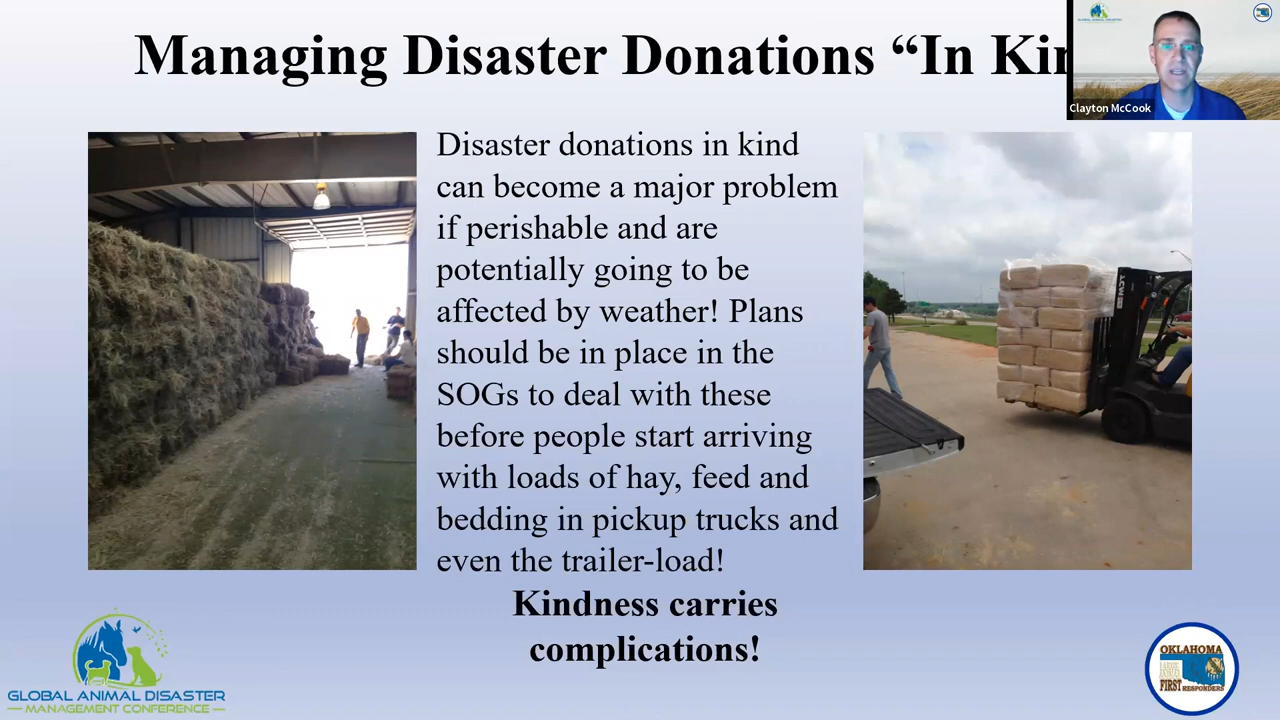 Managing Disaster Donations “In Kin
Clayton McCook
Disaster donations in kind
can become a major problem
if perishable and are
potentially going to be
affected by weather! Plans
should be in place in the
SOGs to deal with these
before people start arriving
with loads of hay, feed and
bedding in pickup trucks and
even the trailer-load!
Kindness carries
complications!
GLOBAL ANIMAL DISASTER
MANAGEMENT CONFERENCE
OKLAHOMA
LARGE ANIMAL
FIRST RESPONDERS